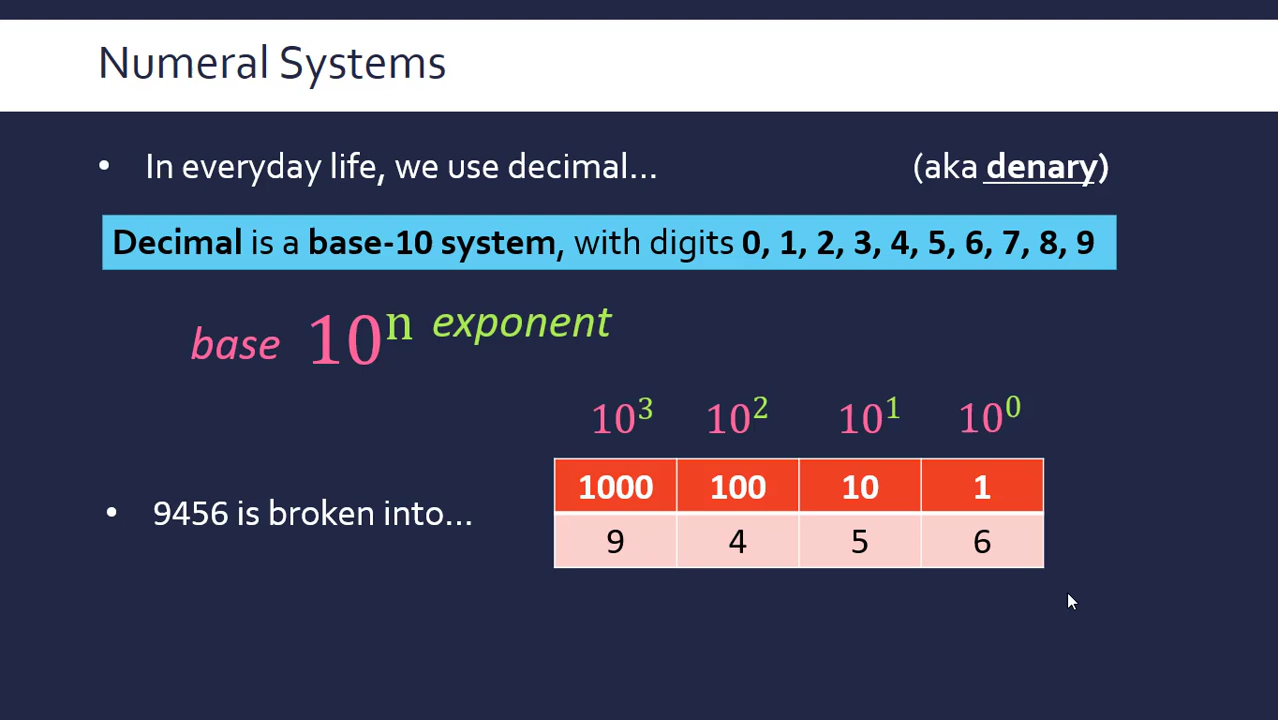 Numeral Systems
• In everyday life, we use decimal... (aka denary)
Decimal is a base-10 system, with digits 0, 1, 2, 3, 4, 5, 6, 7, 8, 9
base 10ⁿ exponent
10³ 10² 10¹ 10⁰
1000 100 10 1
• 9456 is broken into...
9 4 5 6